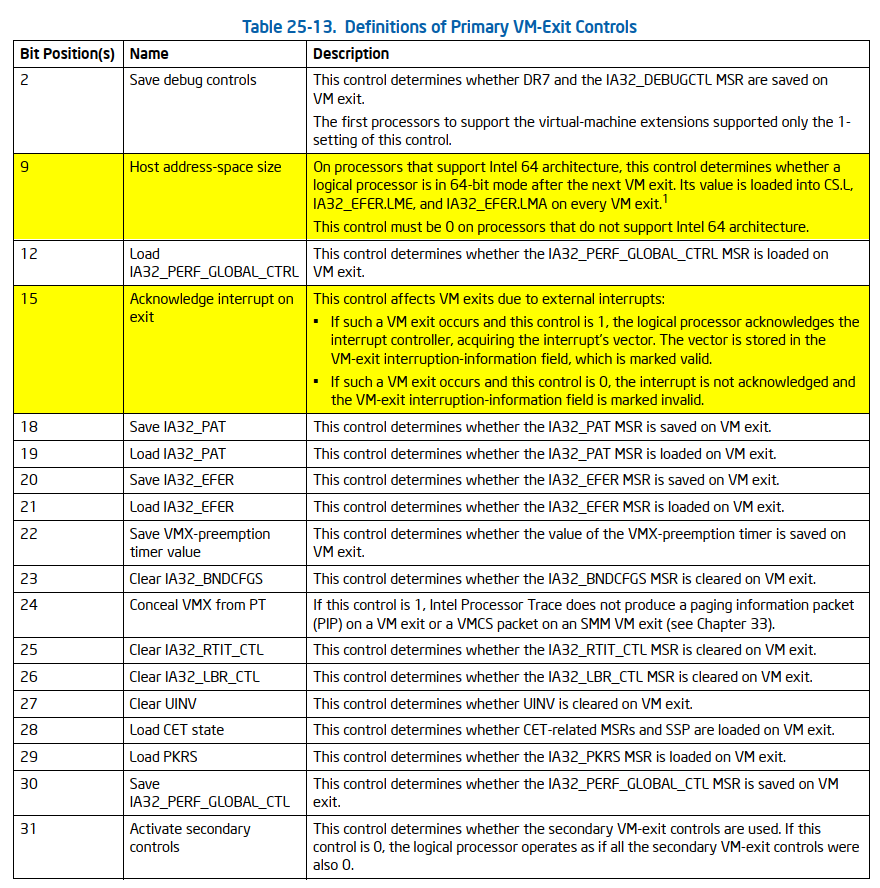 Table 25-13. Definitions of Primary VM-Exit Controls
Bit Position(s) Name Description
2 Save debug controls This control determines whether DR7 and the IA32_DEBUGCTL MSR are saved on
VM exit.
The first processors to support the virtual-machine extensions supported only the 1-
setting of this control.
9 Host address-space size On processors that support Intel 64 architecture, this control determines whether a
logical processor is in 64-bit mode after the next VM exit. Its value is loaded into CS.L,
IA32_EFER.LME, and IA32_EFER.LMA on every VM exit.1
This control must be 0 on processors that do not support Intel 64 architecture.
12 Load This control determines whether the IA32_PERF_GLOBAL_CTRL MSR is loaded on
IA32_PERF_GLOBAL_CTRL VM exit.
15 Acknowledge interrupt on This control affects VM exits due to external interrupts:
exit
▪ If such a VM exit occurs and this control is 1, the logical processor acknowledges the
interrupt controller, acquiring the interrupt's vector. The vector is stored in the
VM-exit interruption-information field, which is marked valid.
▪ If such a VM exit occurs and this control is 0, the interrupt is not acknowledged and
the VM-exit interruption-information field is marked invalid.
18 Save IA32_PAT This control determines whether the IA32_PAT MSR is saved on VM exit.
19 Load IA32_PAT This control determines whether the IA32_PAT MSR is loaded on VM exit.
20 Save IA32_EFER This control determines whether the IA32_EFER MSR is saved on VM exit.
21 Load IA32_EFER This control determines whether the IA32_EFER MSR is loaded on VM exit.
22 Save VMX-preemption This control determines whether the value of the VMX-preemption timer is saved on
timer value VM exit.
23 Clear IA32_BNDCFGS This control determines whether the IA32_BNDCFGS MSR is cleared on VM exit.
24 Conceal VMX from PT If this control is 1, Intel Processor Trace does not produce a paging information packet
(PIP) on a VM exit or a VMCS packet on an SMM VM exit (see Chapter 33).
25 Clear IA32_RTIT_CTL This control determines whether the IA32_RTIT_CTL MSR is cleared on VM exit.
26 Clear IA32_LBR_CTL This control determines whether the IA32_LBR_CTL MSR is cleared on VM exit.
27 Clear UINV This control determines whether UINV is cleared on VM exit.
28 Load CET state This control determines whether CET-related MSRs and SSP are loaded on VM exit.
29 Load PKRS This control determines whether the IA32_PKRS MSR is loaded on VM exit.
30 Save This control determines whether the IA32_PERF_GLOBAL_CTL MSR is saved on VM
IA32_PERF_GLOBAL_CTL exit.
31 Activate secondary This control determines whether the secondary VM-exit controls are used. If this
controls control is 0, the logical processor operates as if all the secondary VM-exit controls were
also 0.